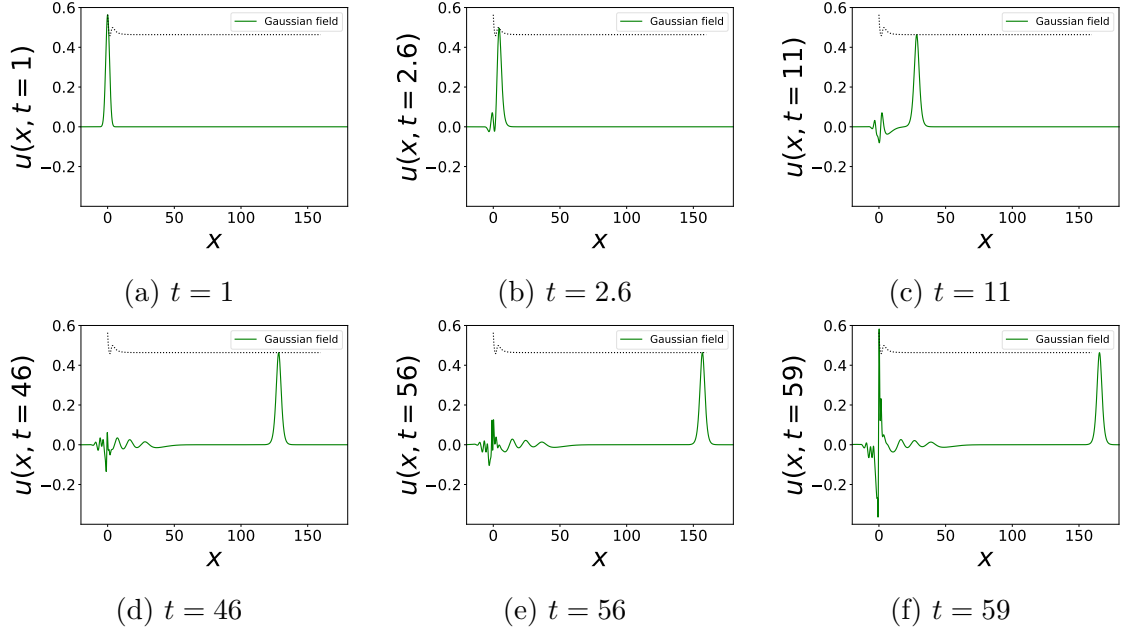 0.6
0.4
0.2
0.0
−0.2
u(x, t = 1)
Gaussian field
0 50 100 150
x
(a) t = 1
0.6
0.4
0.2
0.0
−0.2
u(x, t = 2.6)
Gaussian field
0 50 100 150
x
(b) t = 2.6
0.6
0.4
0.2
0.0
−0.2
u(x, t = 11)
Gaussian field
0 50 100 150
x
(c) t = 11
0.6
0.4
0.2
0.0
−0.2
u(x, t = 46)
Gaussian field
0 50 100 150
x
(d) t = 46
0.6
0.4
0.2
0.0
−0.2
u(x, t = 56)
Gaussian field
0 50 100 150
x
(e) t = 56
0.6
0.4
0.2
0.0
−0.2
u(x, t = 59)
Gaussian field
0 50 100 150
x
(f) t = 59